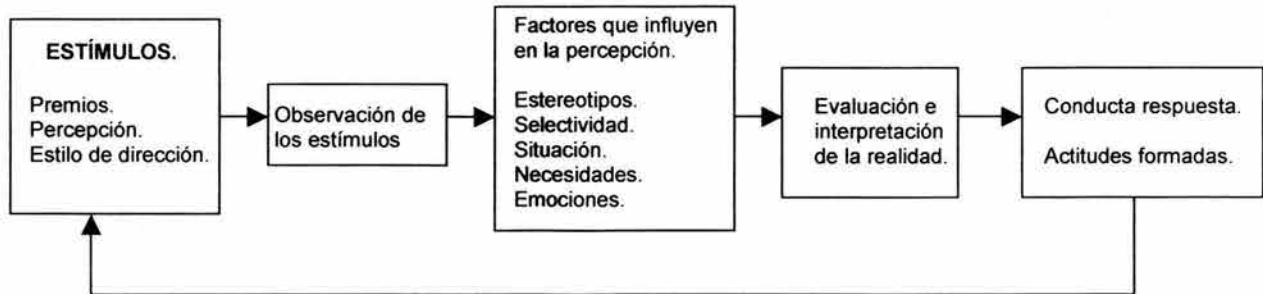 ESTÍMULOS.
Premios.
Percepción.
Estilo de dirección.
Observación de
los estímulos
Factores que influyen
en la percepción.
Estereotipos.
Selectividad.
Situación.
Necesidades.
Emociones.
Evaluación e
interpretación
de la realidad.
Conducta respuesta.
Actitudes formadas.